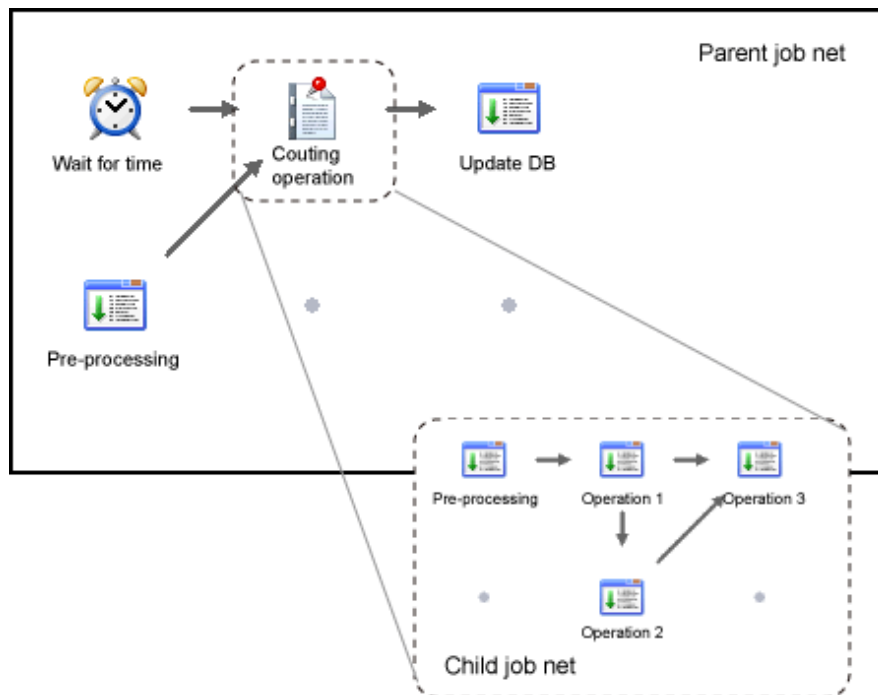 Parent job net
Wait for time
Couting
operation
Update DB
Pre-processing
Pre-processing
Operation 1
Operation 3
Operation 2
Child job net